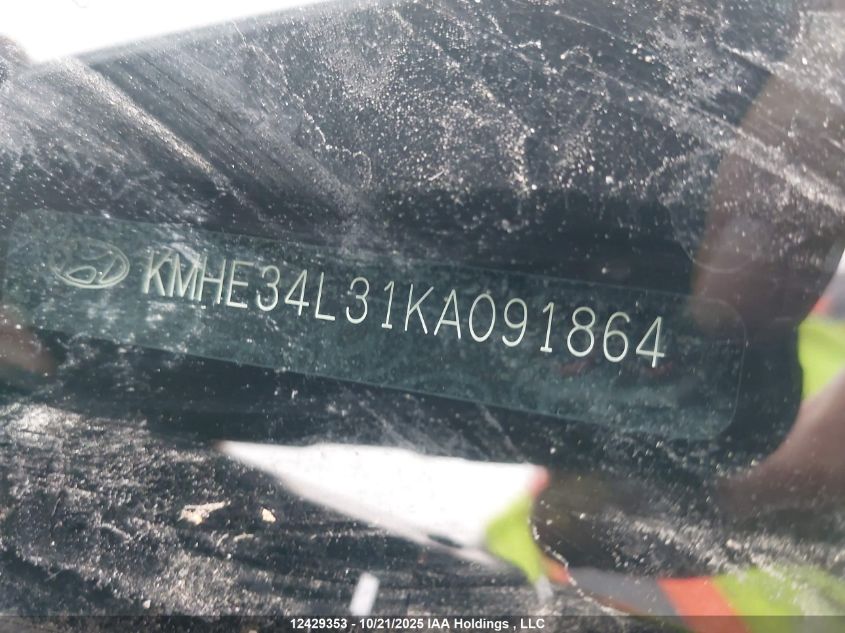 KMHE34L31KA091864
12429353 - 10/21/2025 IAA Holdings , LLC